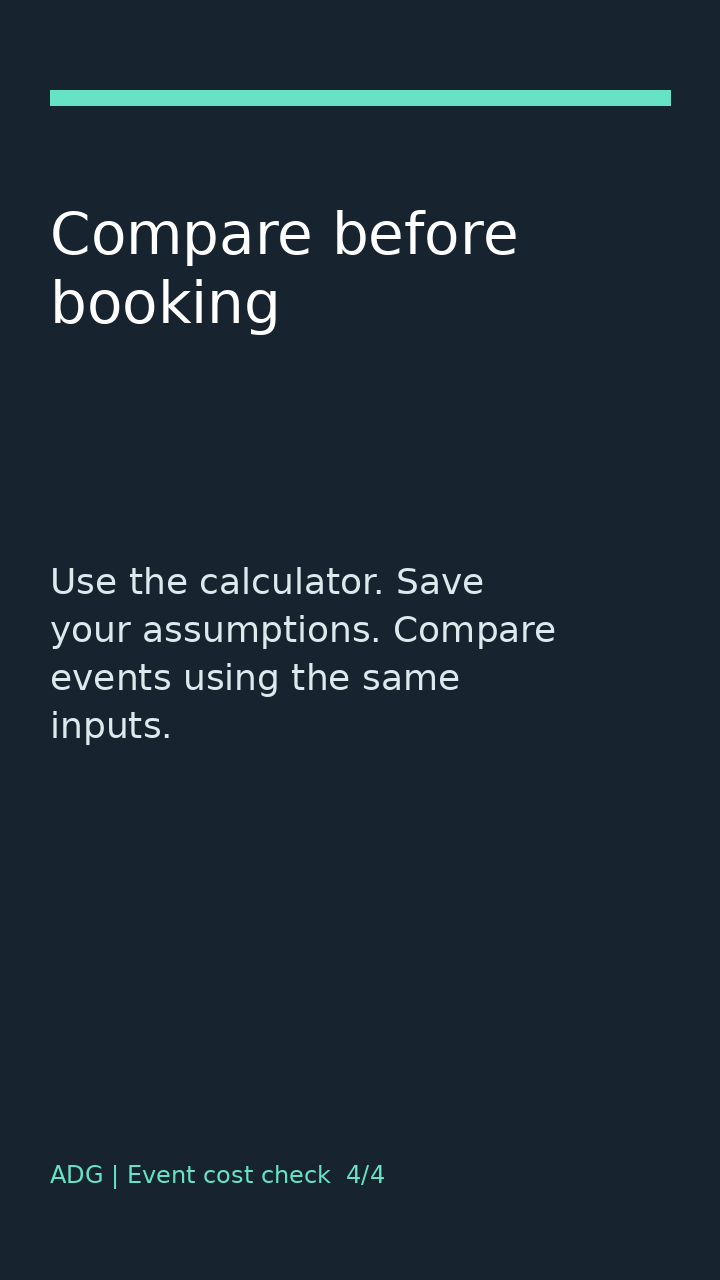 Compare before
booking
Use the calculator. Save
your assumptions. Compare
events using the same
inputs.
ADG | Event cost check  4/4